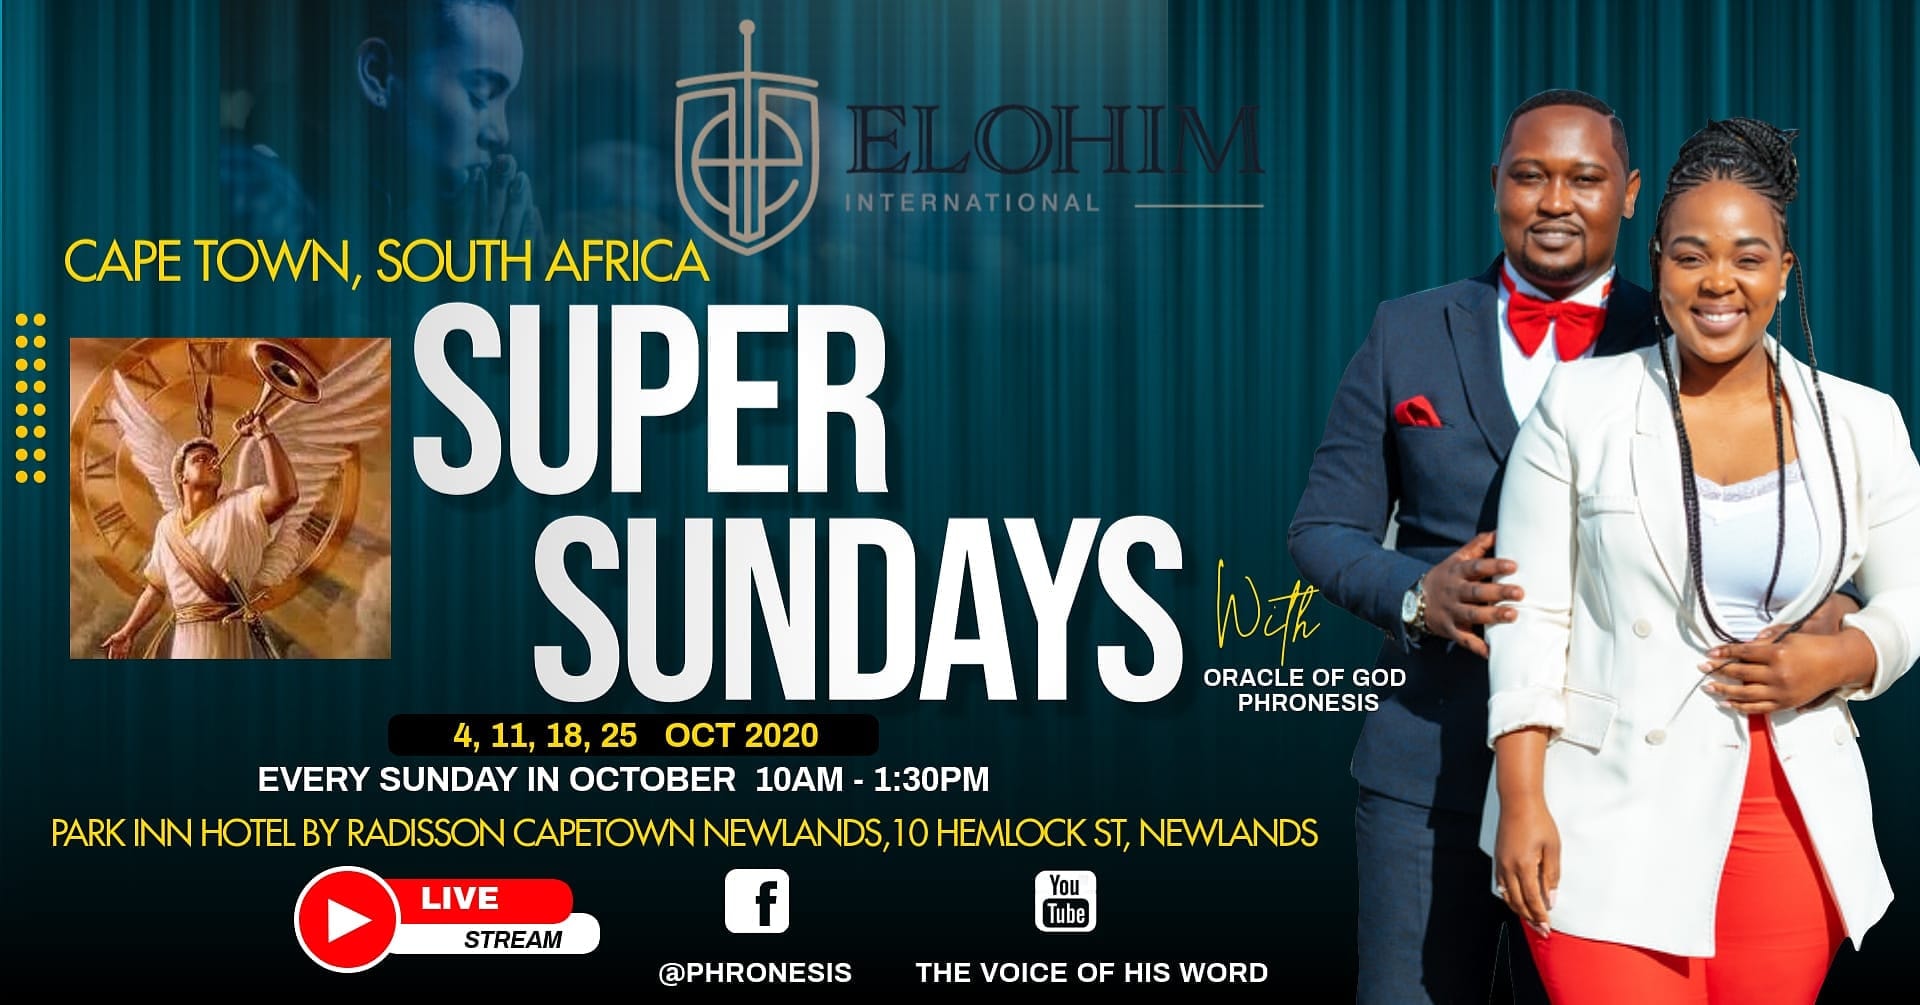 ELOHIM
INTERNATIONAL
CAPE TOWN, SOUTH AFRICA
SUPER
SUNDAYS
With
ORACLE OF GOD
PHRONESIS
4, 11, 18, 25 OCT 2020
EVERY SUNDAY IN OCTOBER 10AM - 1:30PM
PARK INN HOTEL BY RADISSON CAPETOWN NEWLANDS,10 HEMLOCK ST, NEWLANDS
LIVE
STREAM
f
You
Tube
@PHRONESIS
THE VOICE OF HIS WORD